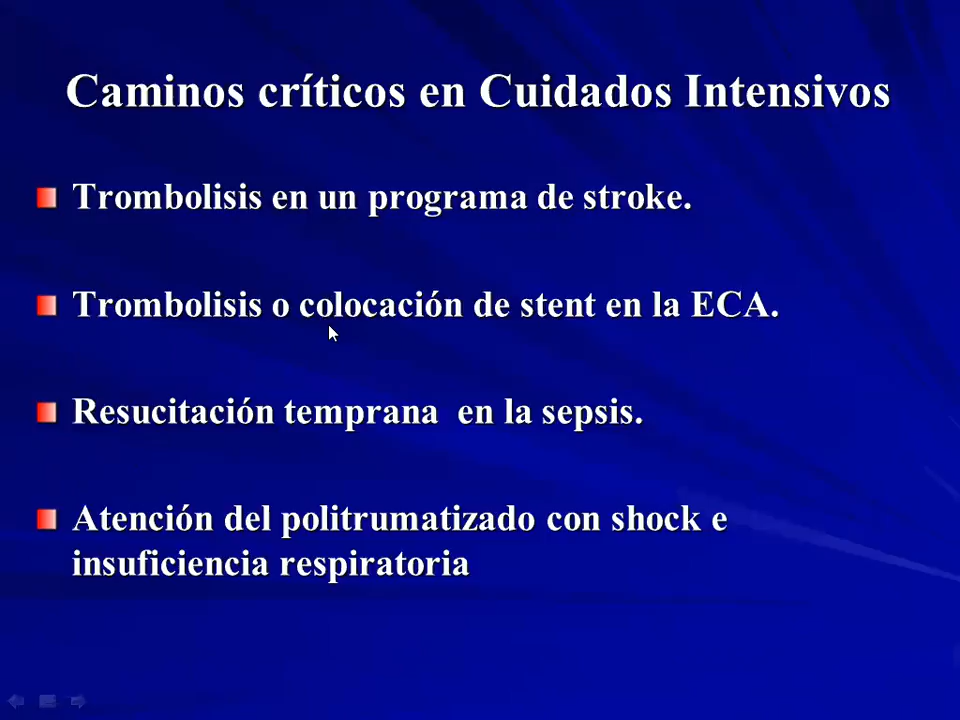 Caminos críticos en Cuidados Intensivos
Trombolisis en un programa de stroke.
Trombolisis o colocación de stent en la ECA.
Resucitación temprana en la sepsis.
Atención del politrumatizado con shock e
insuficiencia respiratoria